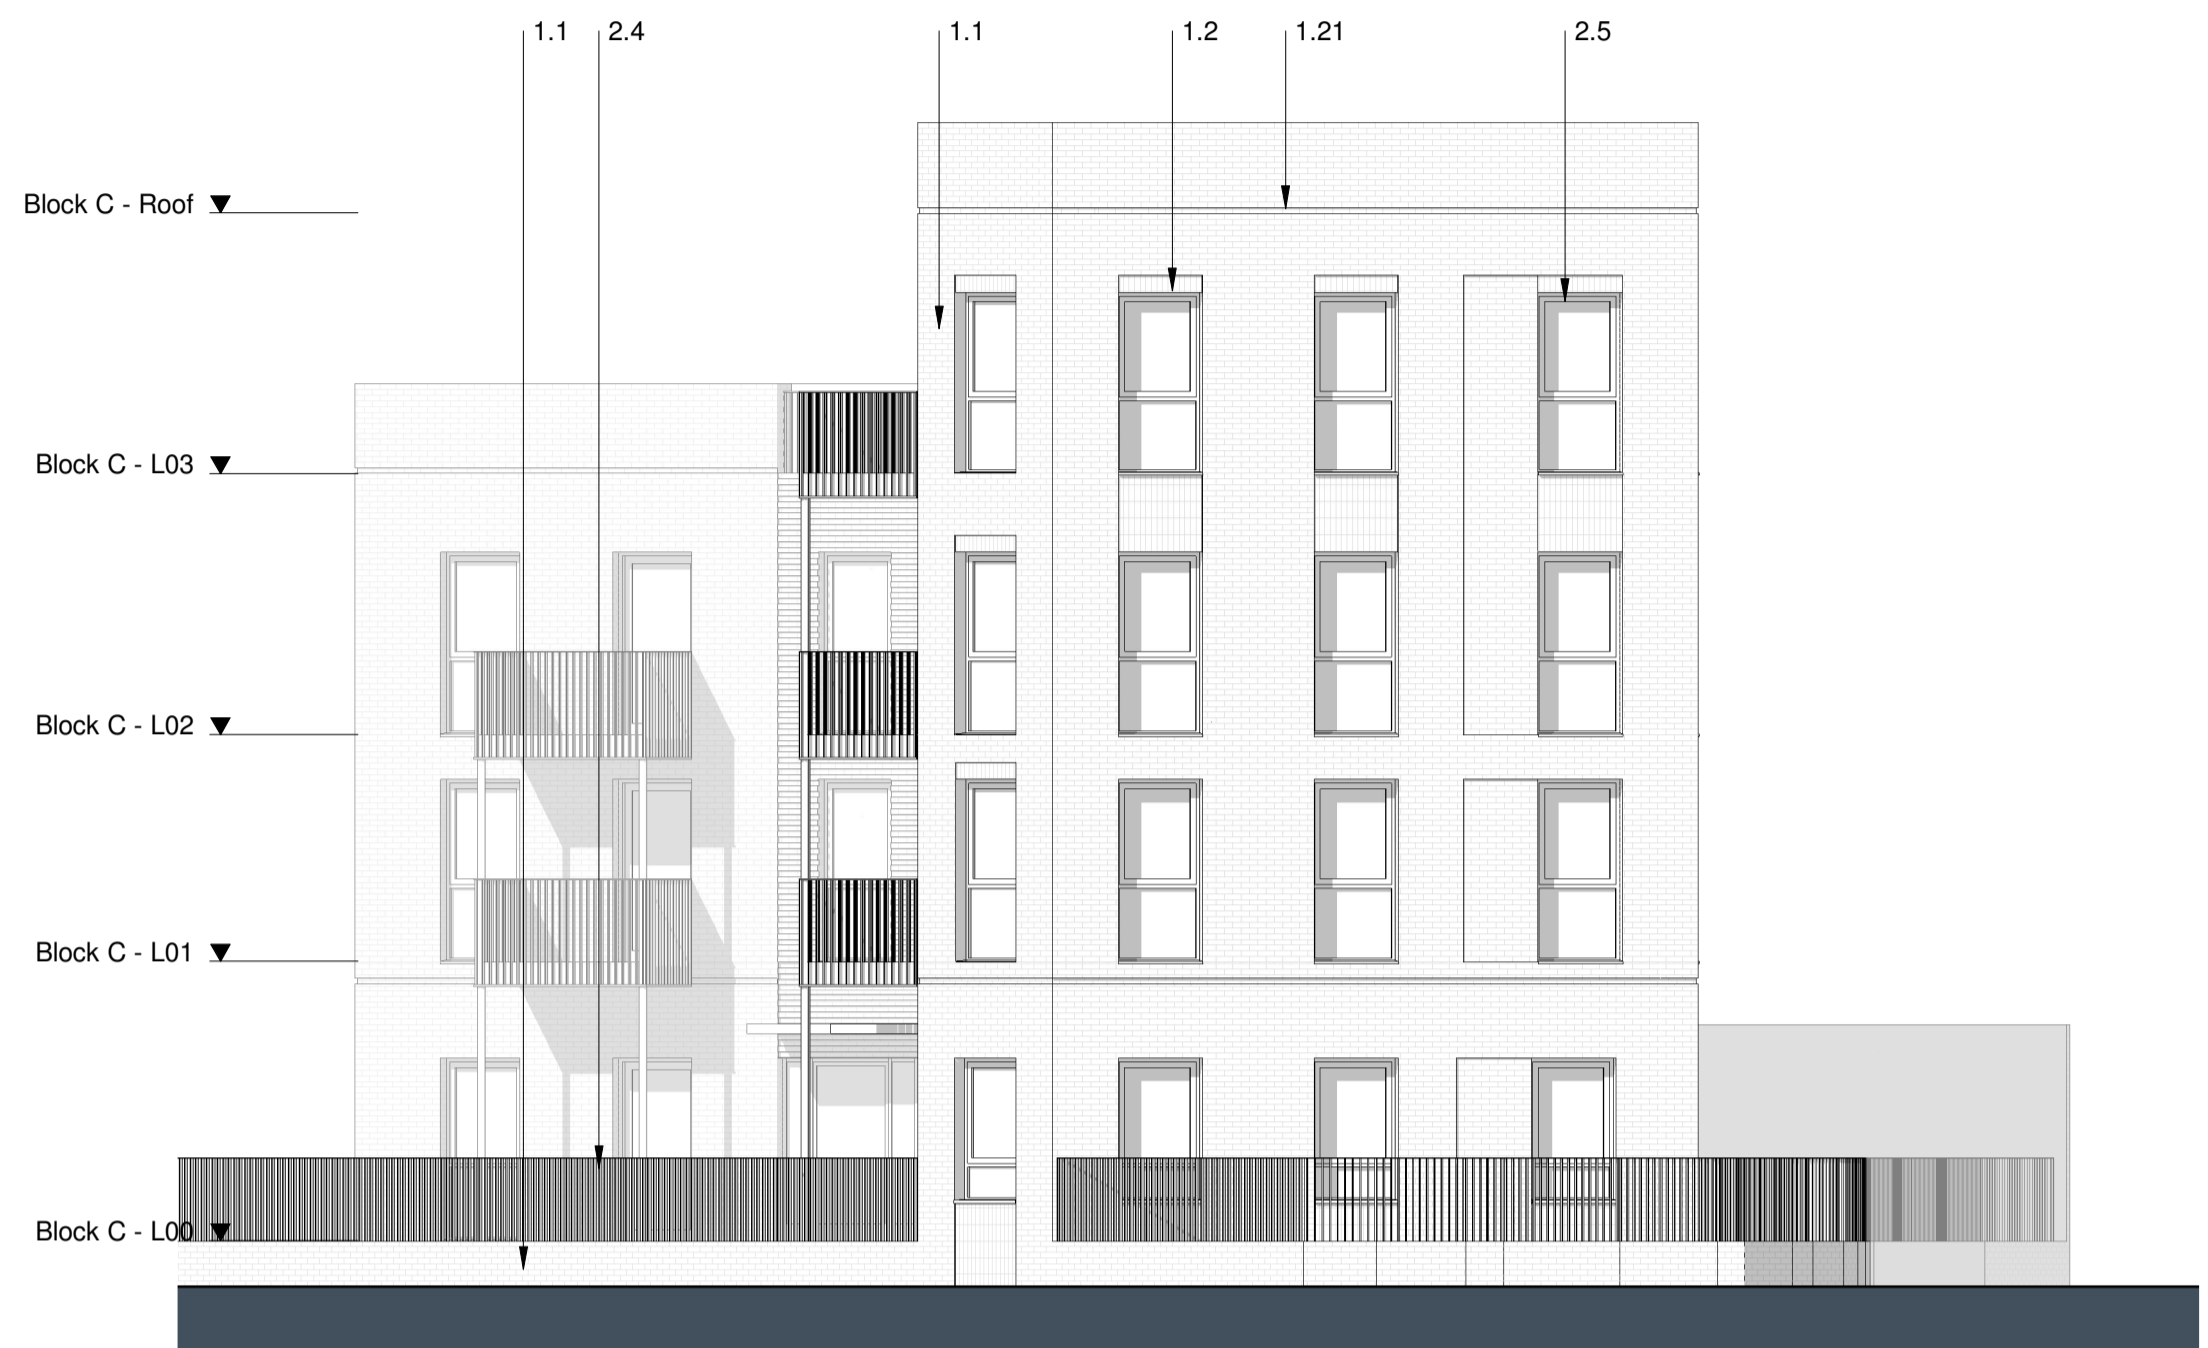 1.1 2.4 1.1 1.2 1.21 2.5
Block C - Roof
Block C - L03
Block C - L02
Block C - L01
Block C - L00